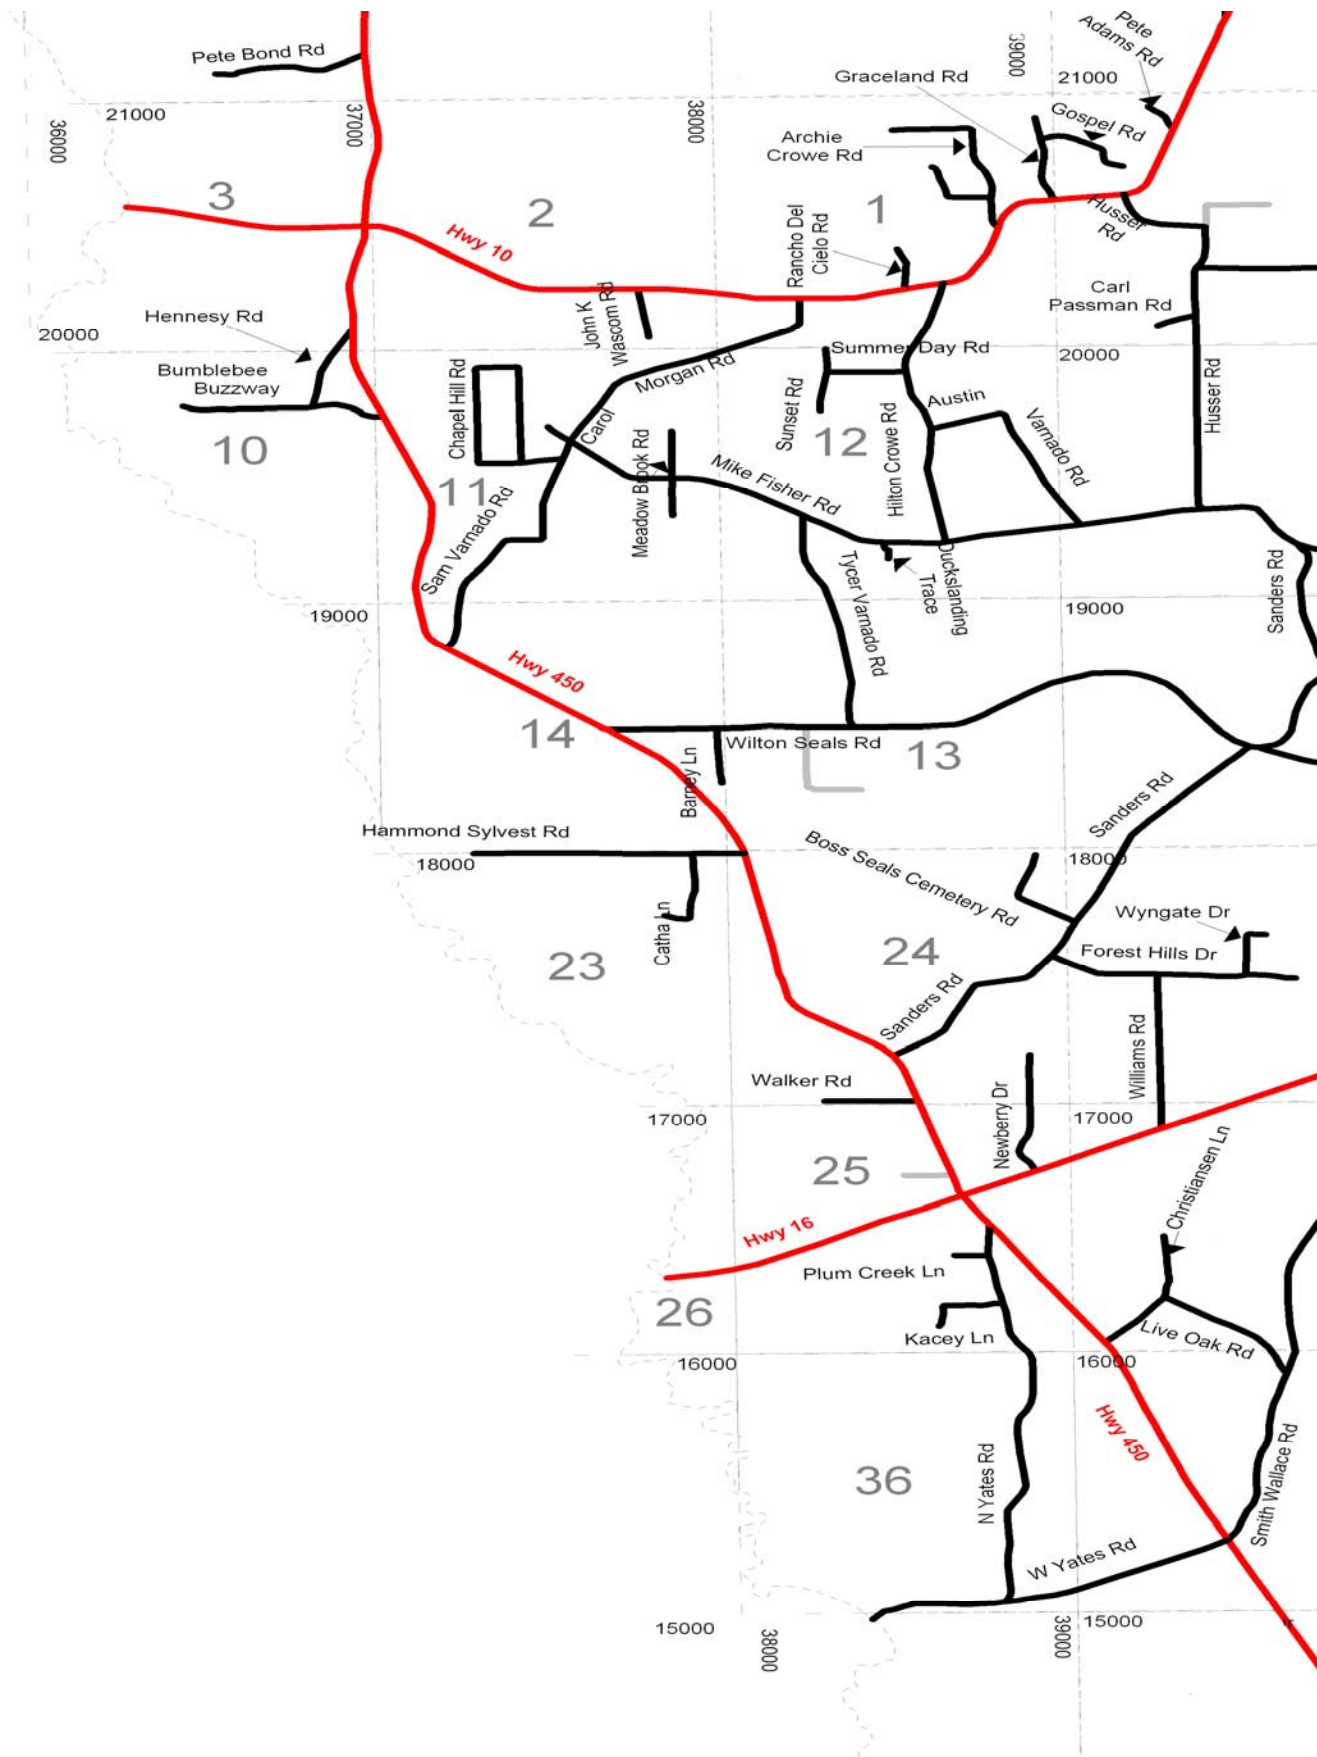 Pete
Adams Rd
Pete Bond Rd
39000
Graceland Rd
21000
21000
37000
38000
36000
Gospel Rd
Archie
Crowe Rd
3
2
1
Husser
Rd
Rancho Del
Cielo Rd
Hwy 10
Carl
Passman Rd
John K
Wascom Rd
Hennesy Rd
20000
20000
Summer Day Rd
Bumblebee
Buzzway
Morgan Rd
Chapel Hill Rd
Sunset Rd
Husser Rd
Austin
Carol
Varnado Rd
Hilton Crowe Rd
12
10
Meadow Brook Rd
Mike Fisher Rd
11
Sam Varnado Rd
Tycer Varnado Rd
Duckslanding
Trace
Sanders Rd
19000
19000
Hwy 450
14
Wilton Seals Rd
13
Barney Ln
Sanders Rd
Hammond Sylvest Rd
18000
18000
Boss Seals Cemetery Rd
Wyngate Dr
Catha Ln
Forest Hills Dr
24
23
Sanders Rd
Williams Rd
Walker Rd
Newberry Dr
17000
17000
Christiansen Ln
25
Hwy 16
Plum Creek Ln
26
Kacey Ln
Live Oak Rd
16000
16000
Hwy 450
Smith Wallace Rd
36
N Yates Rd
W Yates Rd
15000
38000
39000
15000